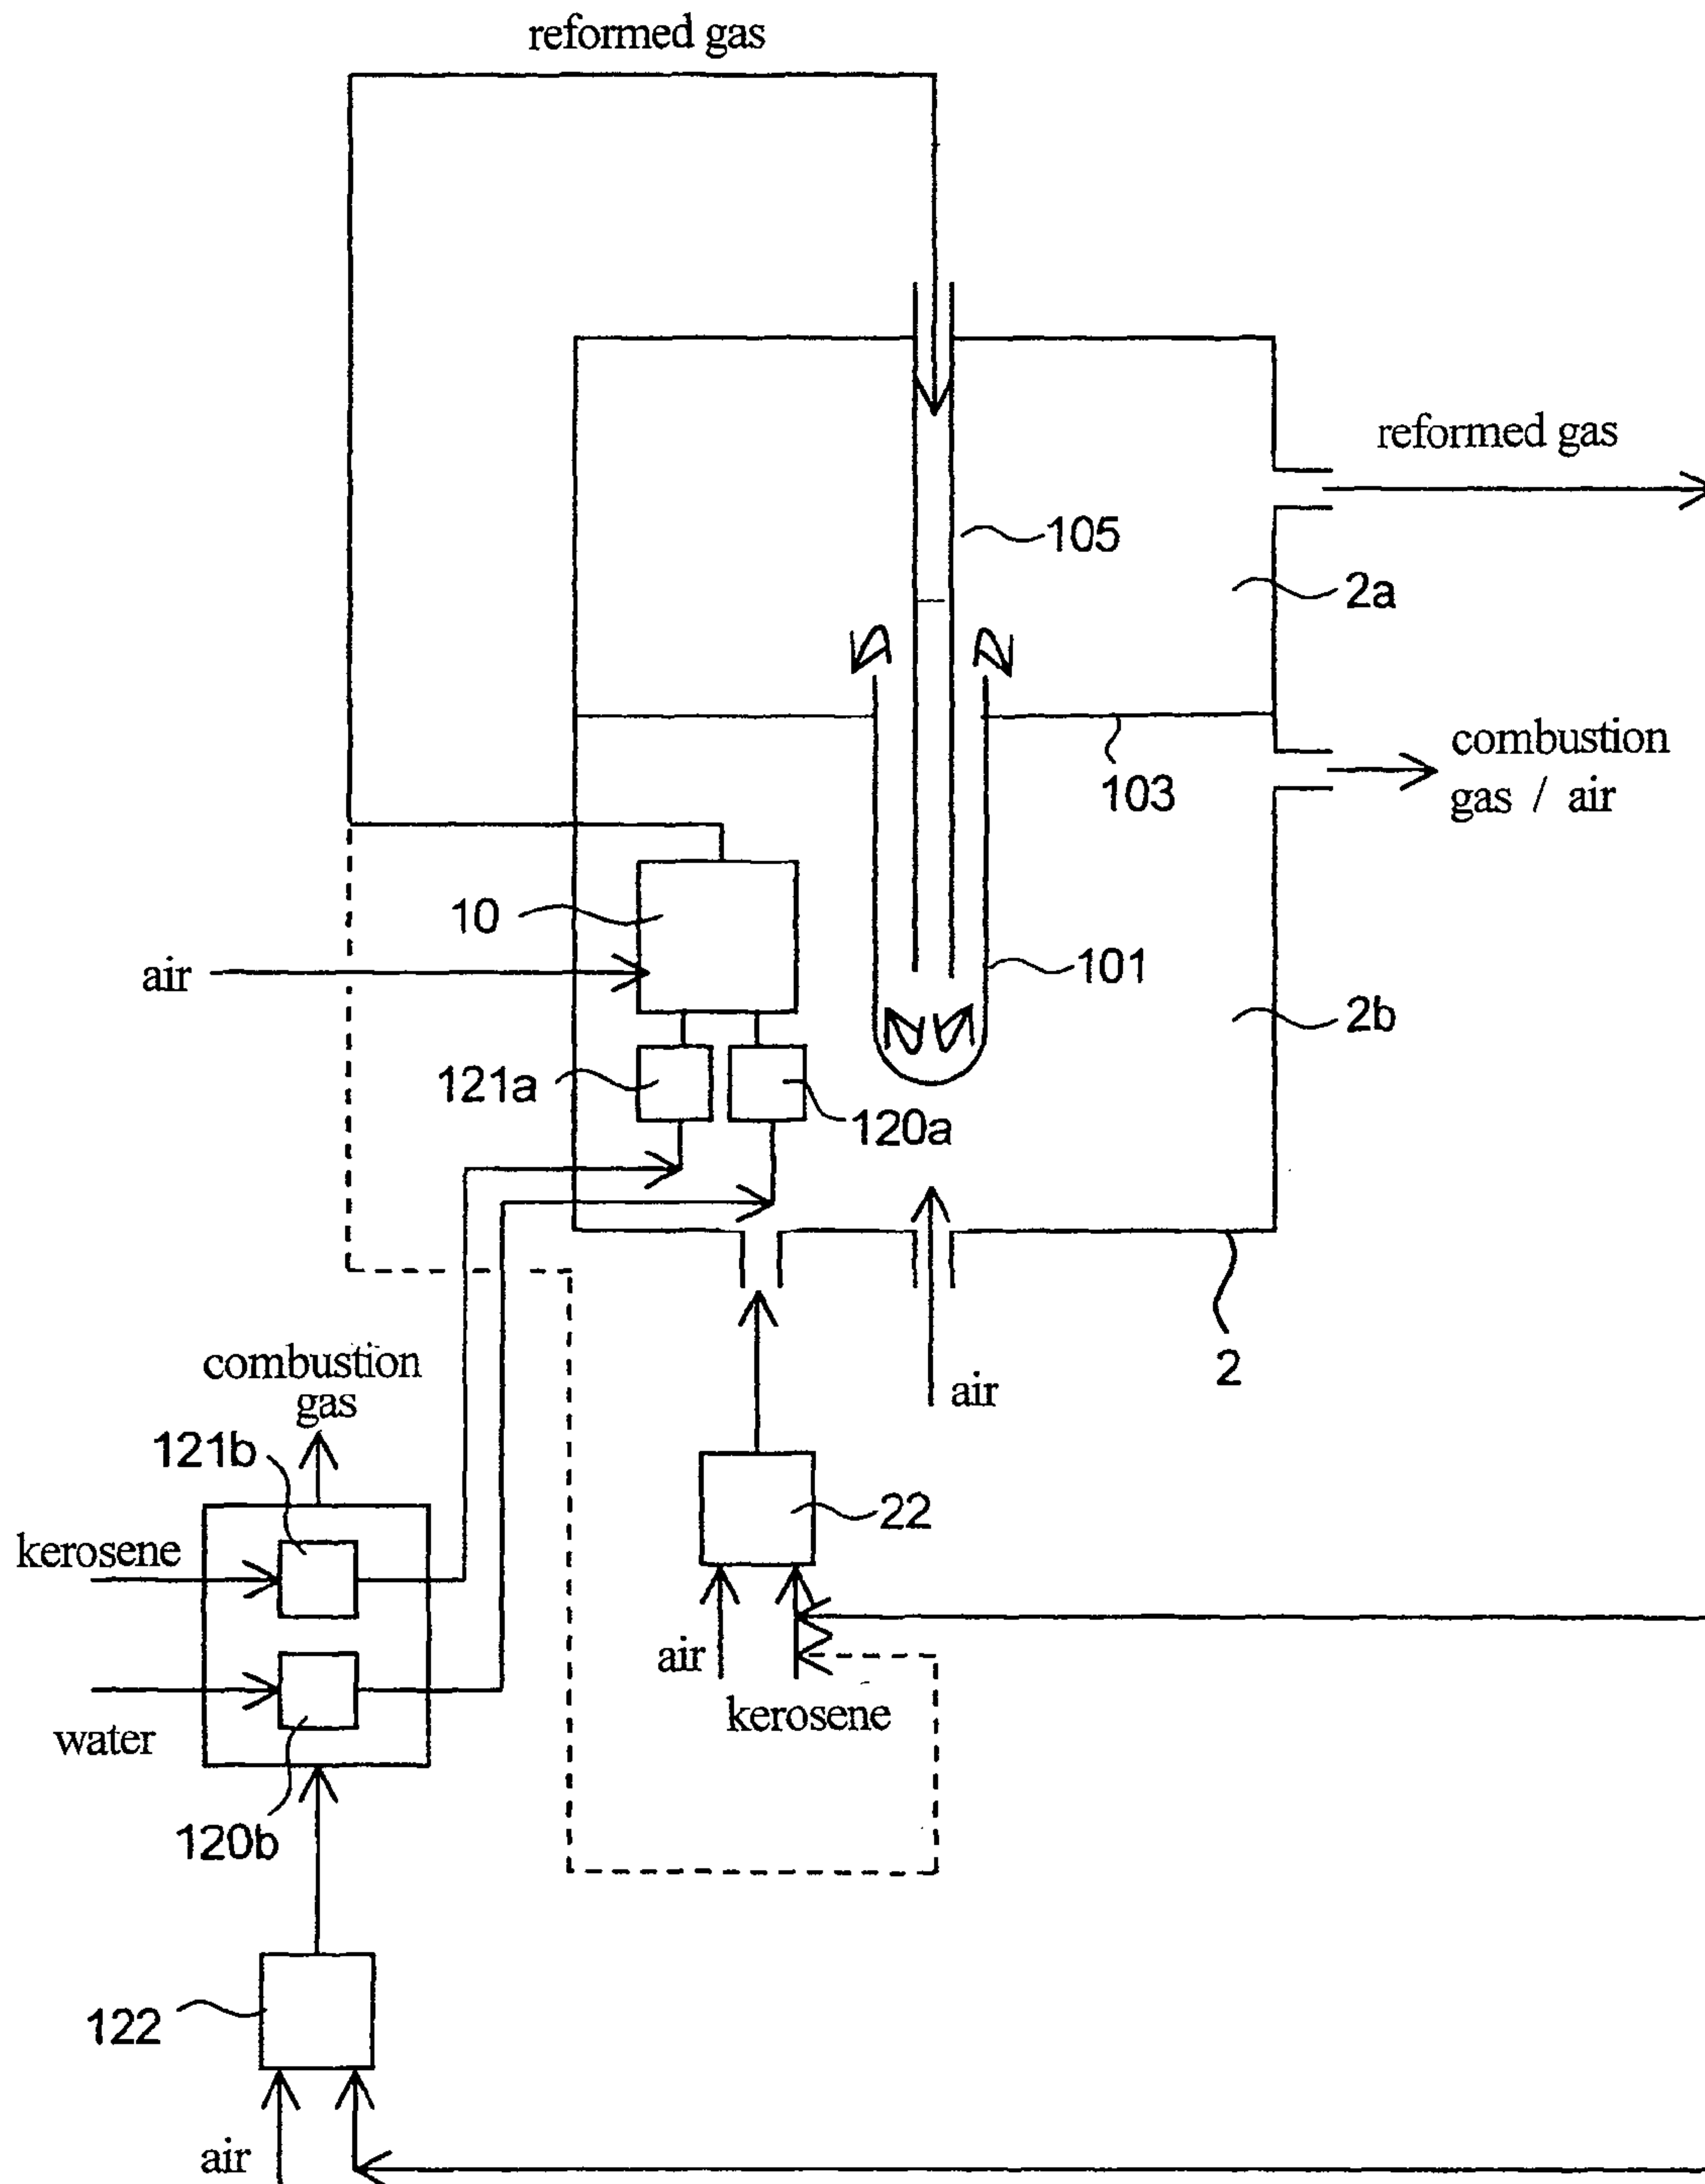 reformed gas
reformed gas
105
2a
combustion
gas / air
103
10
air
101
2b
121a
120a
2
combustion
gas
air
121b
22
kerosene
air
kerosene
water
120b
122
air